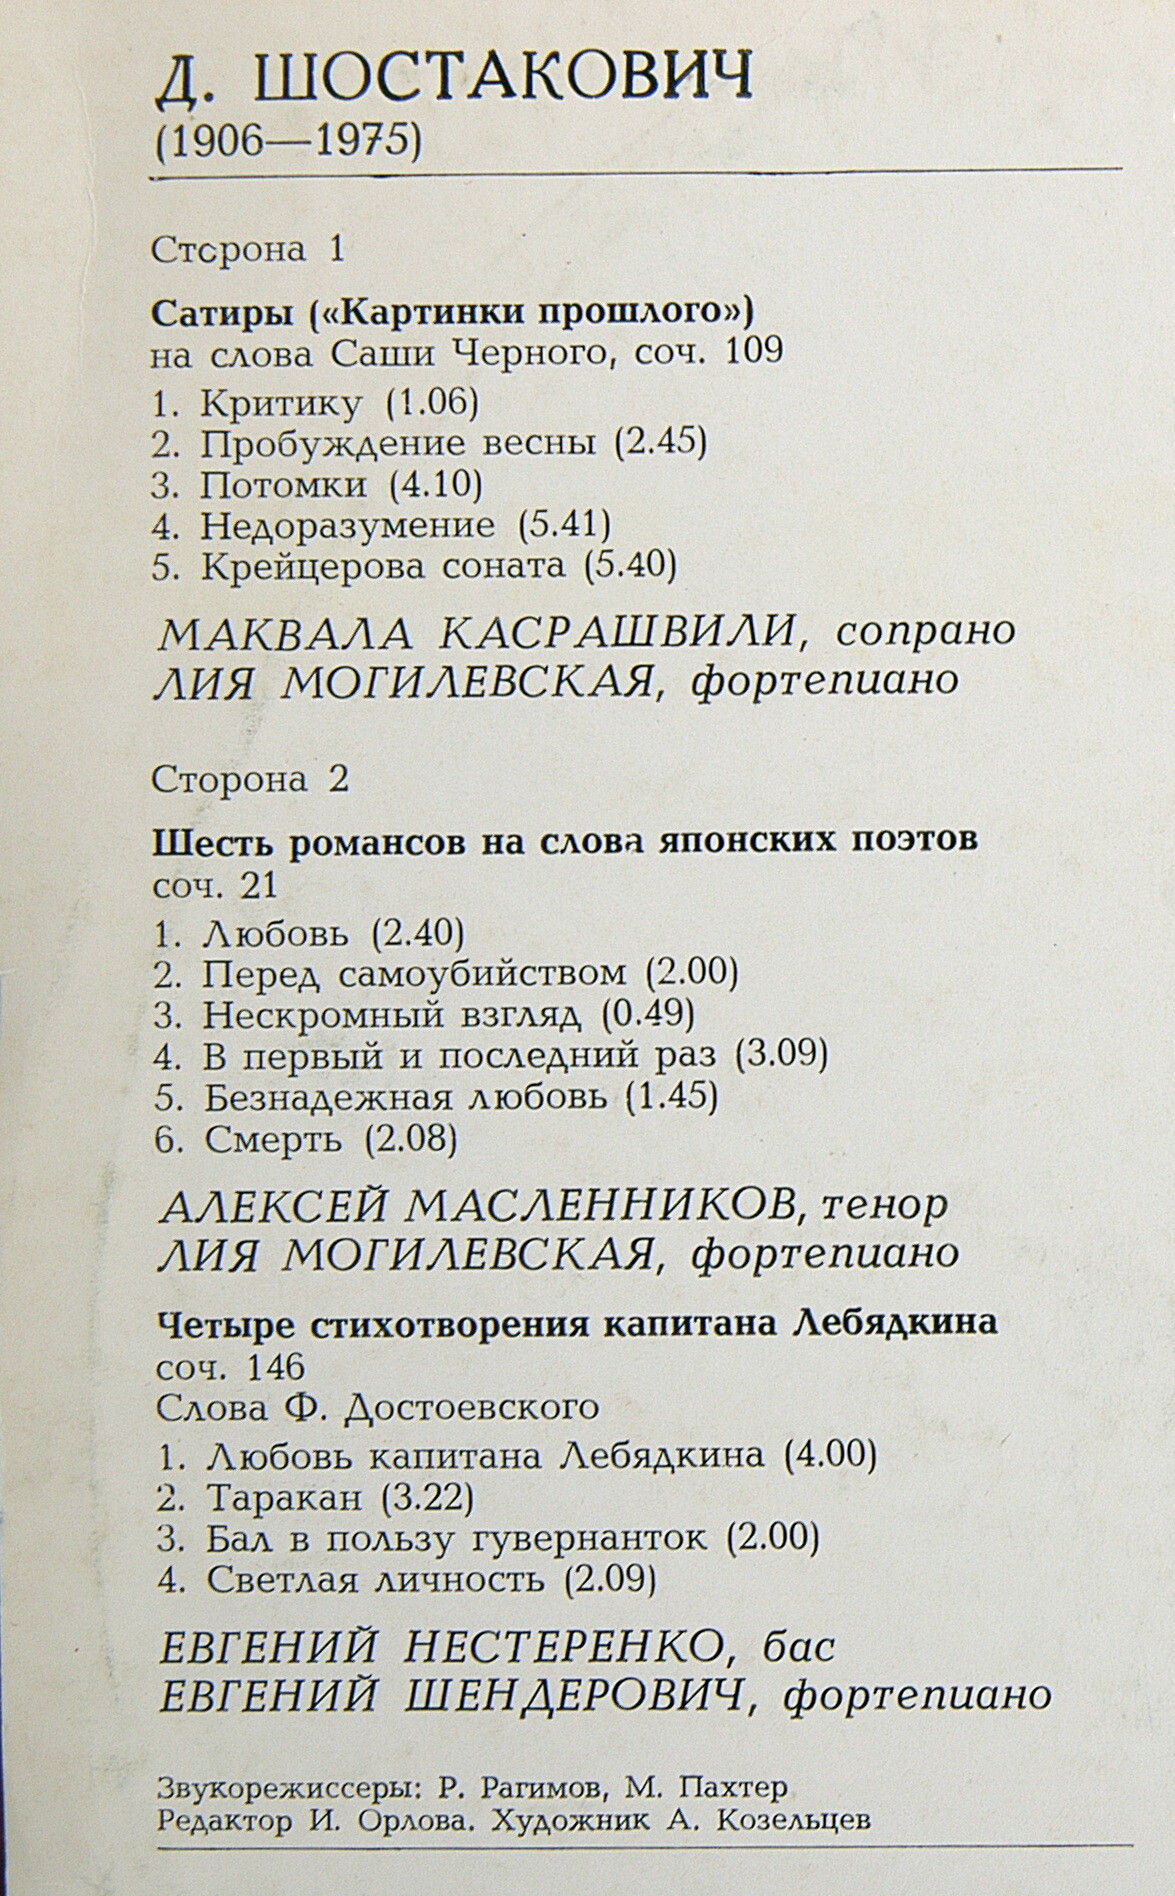 Д. ШОСТАКОВИЧ
(1906—1975)
Сторона 1
Сатиры («Картинки прошлого»)
на слова Саши Черного, соч. 109
1. Критику (1.06)
2. Пробуждение весны (2.45)
3. Потомки (4.10)
4. Недоразумение (5.41)
5. Крейцерова соната (5.40)
МАКВАЛА КАСРАШВИЛИ, сопрано
ЛИЯ МОГИЛЕВСКАЯ, фортепиано
Сторона 2
Шесть романсов на слова японских поэтов
соч. 21
1. Любовь (2.40)
2. Перед самоубийством (2.00)
3. Нескромный взгляд (0.49)
4. В первый и последний раз (3.09)
5. Безнадежная любовь (1.45)
6. Смерть (2.08)
АЛЕКСЕЙ МАСЛЕННИКОВ, тенор
ЛИЯ МОГИЛЕВСКАЯ, фортепиано
Четыре стихотворения капитана Лебядкина
соч. 146
Слова Ф. Достоевского
1. Любовь капитана Лебядкина (4.00)
2. Таракан (3.22)
3. Бал в пользу гувернанток (2.00)
4. Светлая личность (2.09)
ЕВГЕНИЙ НЕСТЕРЕНКО, бас
ЕВГЕНИЙ ШЕНДЕРОВИЧ, фортепиано
Звукорежиссеры: Р. Рагимов, М. Пахтер
Редактор И. Орлова. Художник А. Козельцев